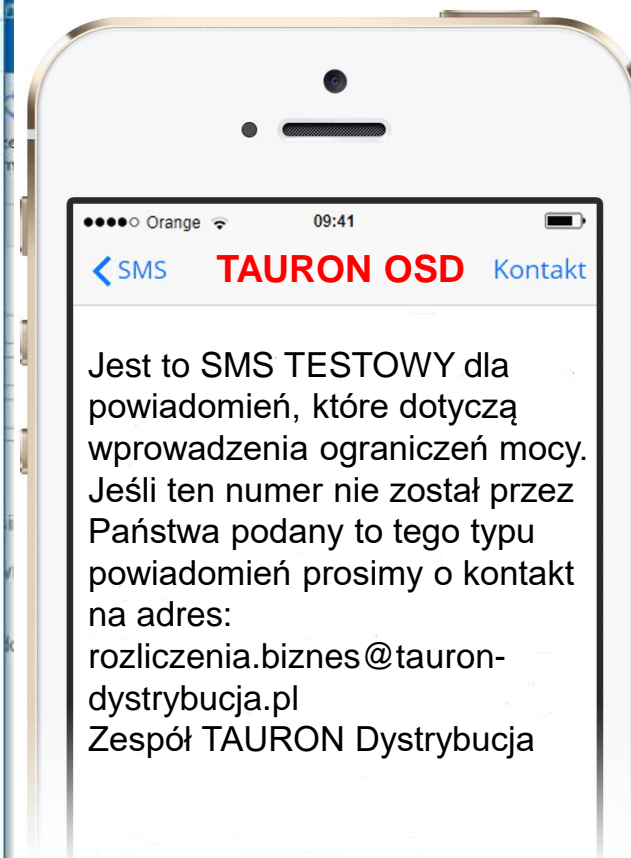 Orange 09:41
SMS TAURON OSD Kontakt
Jest to SMS TESTOWY dla
powiadomień, które dotyczą
wprowadzenia ograniczeń mocy.
Jeśli ten numer nie został przez
Państwa podany to tego typu
powiadomień prosimy o kontakt
na adres:
rozliczenia.biznes@tauron-
dystrybucja.pl
Zespół TAURON Dystrybucja